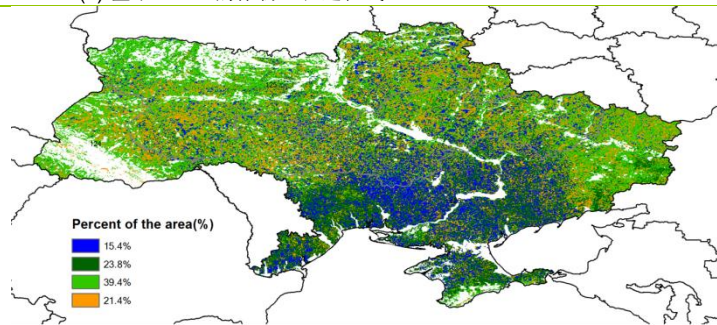 Percent of the area(%)
15.4%
23.8%
39.4%
21.4%